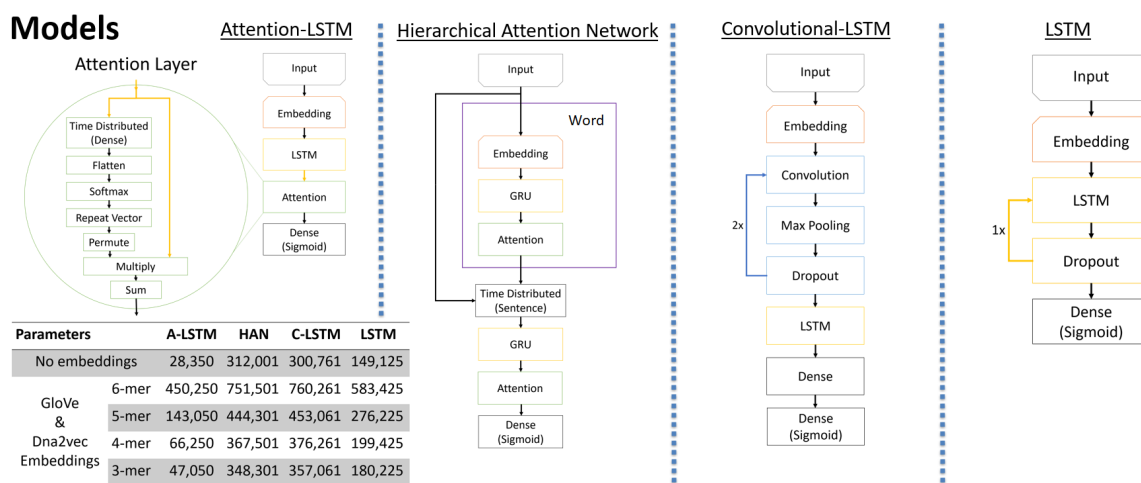 Models
Attention-LSTM
Attention Layer
Time Distributed
(Dense)
Flatten
Softmax
Repeat Vector
Permute
Multiply
Sum
Input
Embedding
LSTM
Attention
Dense
(Sigmoid)
Parameters A-LSTM HAN C-LSTM LSTM
No embeddings 28,350 312,001 300,761 149,125
GloVe
&
Dna2vec
Embeddings
6-mer 450,250 751,501 760,261 583,425
5-mer 143,050 444,301 453,061 276,225
4-mer 66,250 367,501 376,261 199,425
3-mer 47,050 348,301 357,061 180,225
Hierarchical Attention Network
Input
Word
Embedding
GRU
Attention
Time Distributed
(Sentence)
GRU
Attention
Dense
(Sigmoid)
Convolutional-LSTM
Input
Embedding
Convolution
Max Pooling
2x
Dropout
LSTM
Dense
Dense
(Sigmoid)
LSTM
Input
Embedding
LSTM
1x
Dropout
Dense
(Sigmoid)